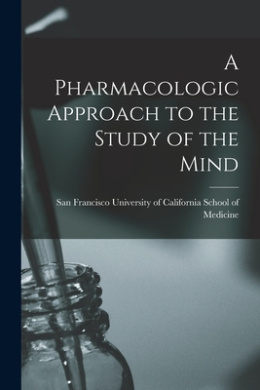 A
Pharmacologic
Approach to the
Study of the
Mind
San Francisco University of California School of
Medicine